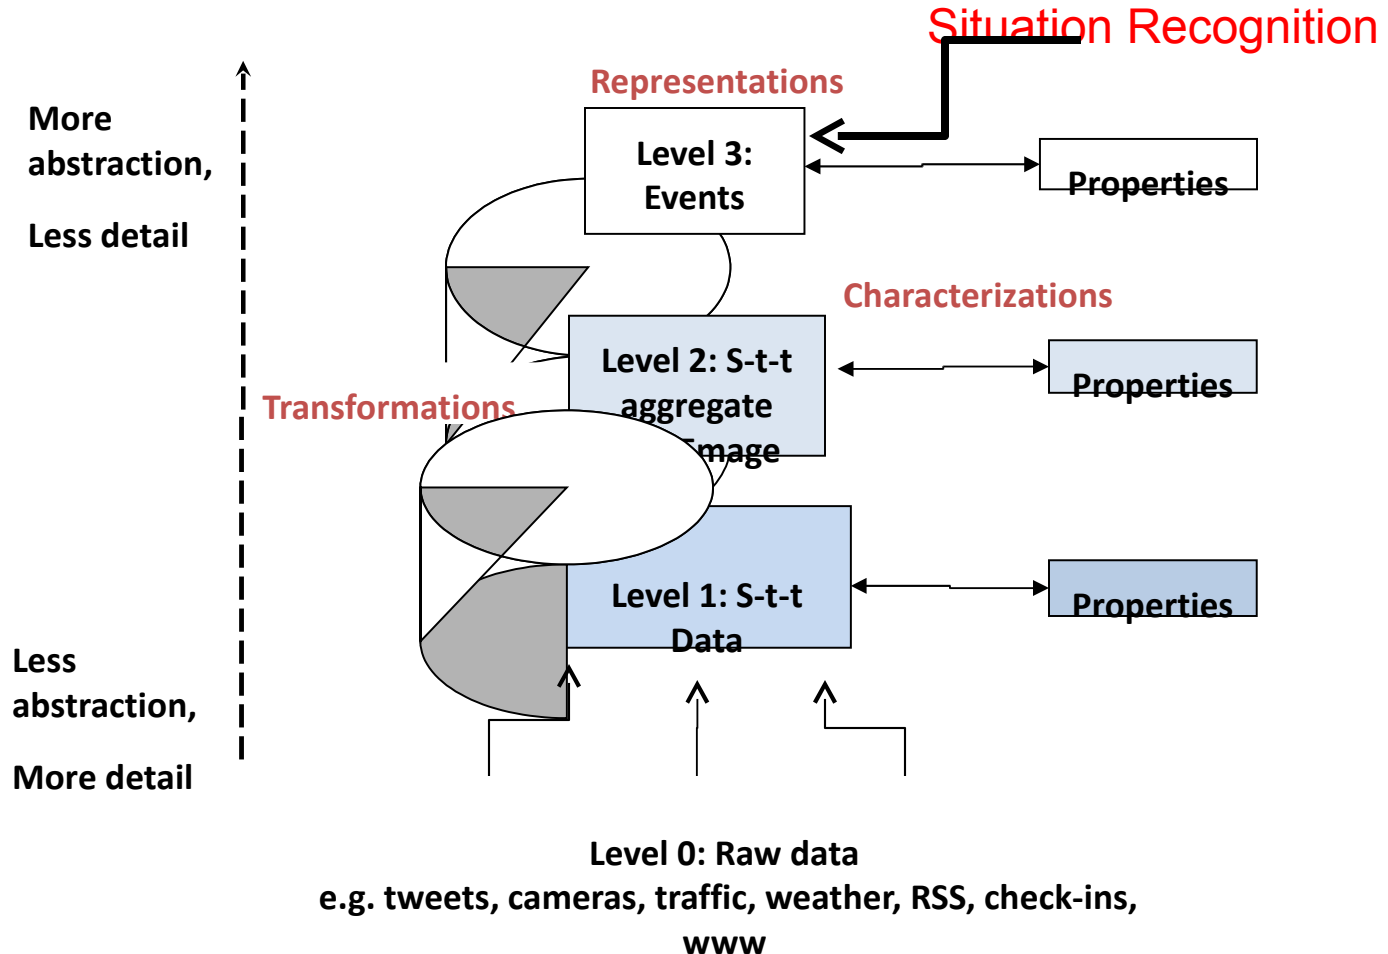 Situation Recognition
Representations
More
abstraction,
Less detail
Level 3:
Events
Properties
Characterizations
Level 2: S-t-t
aggregate
Emage
Properties
Transformations
Level 1: S-t-t
Data
Properties
Less
abstraction,
More detail
Level 0: Raw data
e.g. tweets, cameras, traffic, weather, RSS, check-ins,
www